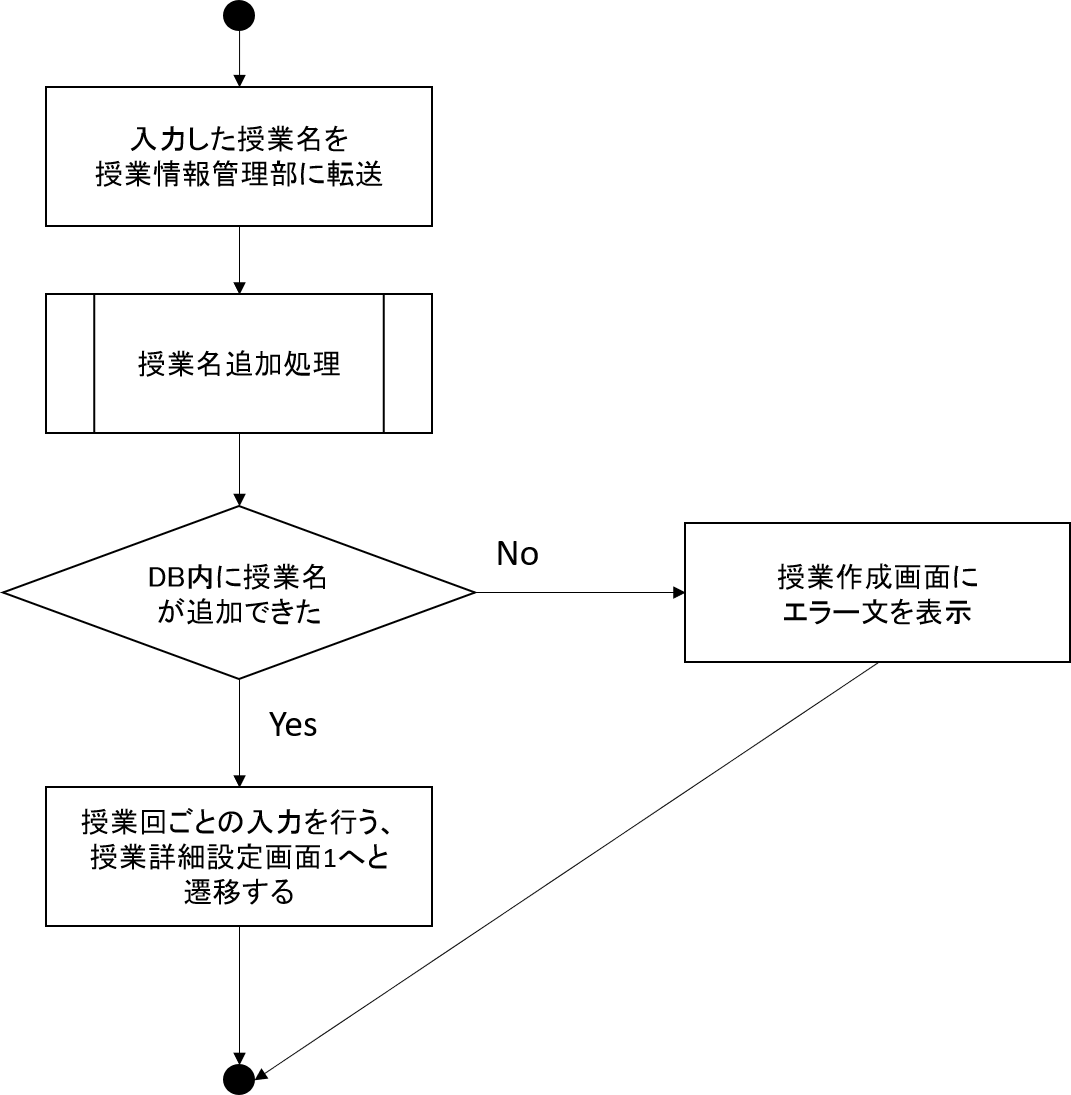 入力した授業名を
授業情報管理部に転送
授業名追加処理
DB内に授業名
が追加できた
No
授業作成画面に
エラー文を表示
Yes
授業回ごとの入力を行う、
授業詳細設定画面1へと
遷移する